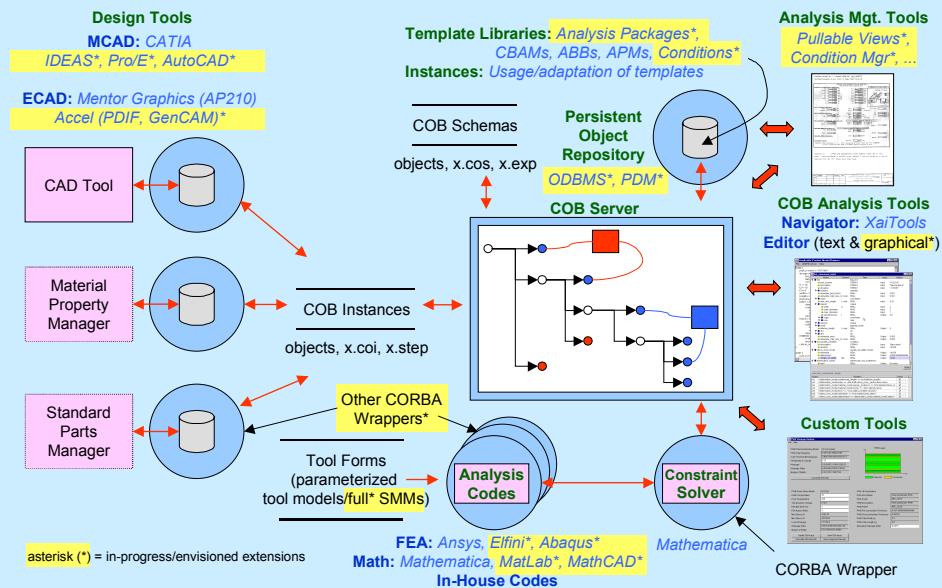 Design Tools
MCAD: CATIA
IDEAS*, Pro/E*, AutoCAD*
ECAD: Mentor Graphics (AP210)
Accel (PDIF, GenCAM)*
CAD Tool
Material
Property
Manager
Standard
Parts
Manager
asterisk (*) = in-progress/envisioned extensions
Template Libraries: Analysis Packages*,
CBAMs, ABBs, APMs, Conditions*
Instances: Usage/adaptation of templates
COB Schemas
objects, x.cos, x.exp
Persistent
Object
Repository
ODBMS*, PDM*
COB Server
COB Instances
objects, x.coi, x.step
Other CORBA
Wrappers*
Tool Forms
(parameterized
tool models/full* SMMs)
Analysis
Codes
Constraint
Solver
FEA: Ansys, Elfini*, Abaqus*
Math: Mathematica, MatLab*, MathCAD*
In-House Codes
Mathematica
CORBA Wrapper
Analysis Mgt. Tools
Pullable Views*,
Condition Mgr*, ...
COB Analysis Tools
Navigator: XaiTools
Editor (text & graphical*)
Custom Tools